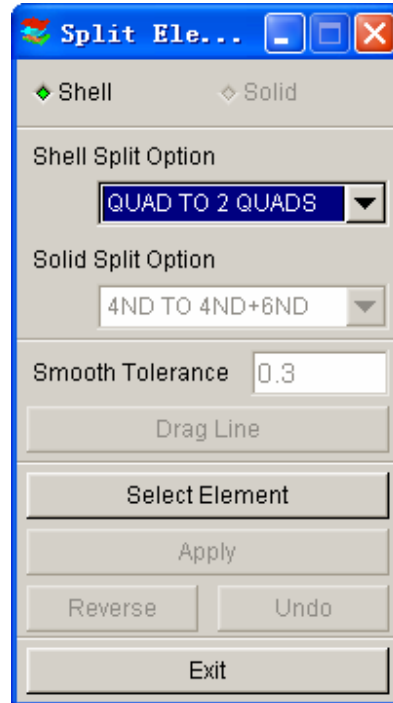 Split Ele...
Shell Solid
Shell Split Option
QUAD TO 2 QUADS
Solid Split Option
4ND TO 4ND+6ND
Smooth Tolerance 0.3
Drag Line
Select Element
Apply
Reverse Undo
Exit